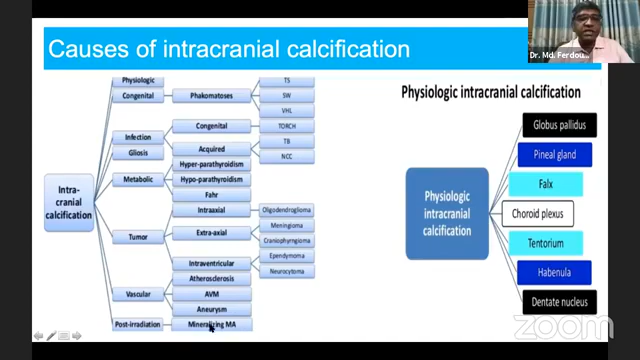 Causes of intracranial calcification
Dr. Md. Ferdou...
Intra-
cranial
calcification
Physiologic
Congenital
Phakomatoses
TS
SW
VHL
Infection
Congenital
TORCH
Acquired
TB
NCC
Gliosis
Metabolic
Hyper-parathyroidism
Hypo-parathyroidism
Fahr
Tumor
Intraaxial
Oligodendroglioma
Extra-axial
Meningioma
Craniophyrngioma
Intraventricular
Ependymoma
Neurocytoma
Vascular
Atherosclerosis
AVM
Aneurysm
Post-irradiation
Mineralizing MA
Physiologic intracranial calcification
Physiologic
intracranial
calcification
Globus pallidus
Pineal gland
Falx
Choroid plexus
Tentorium
Habenula
Dentate nucleus
zoom